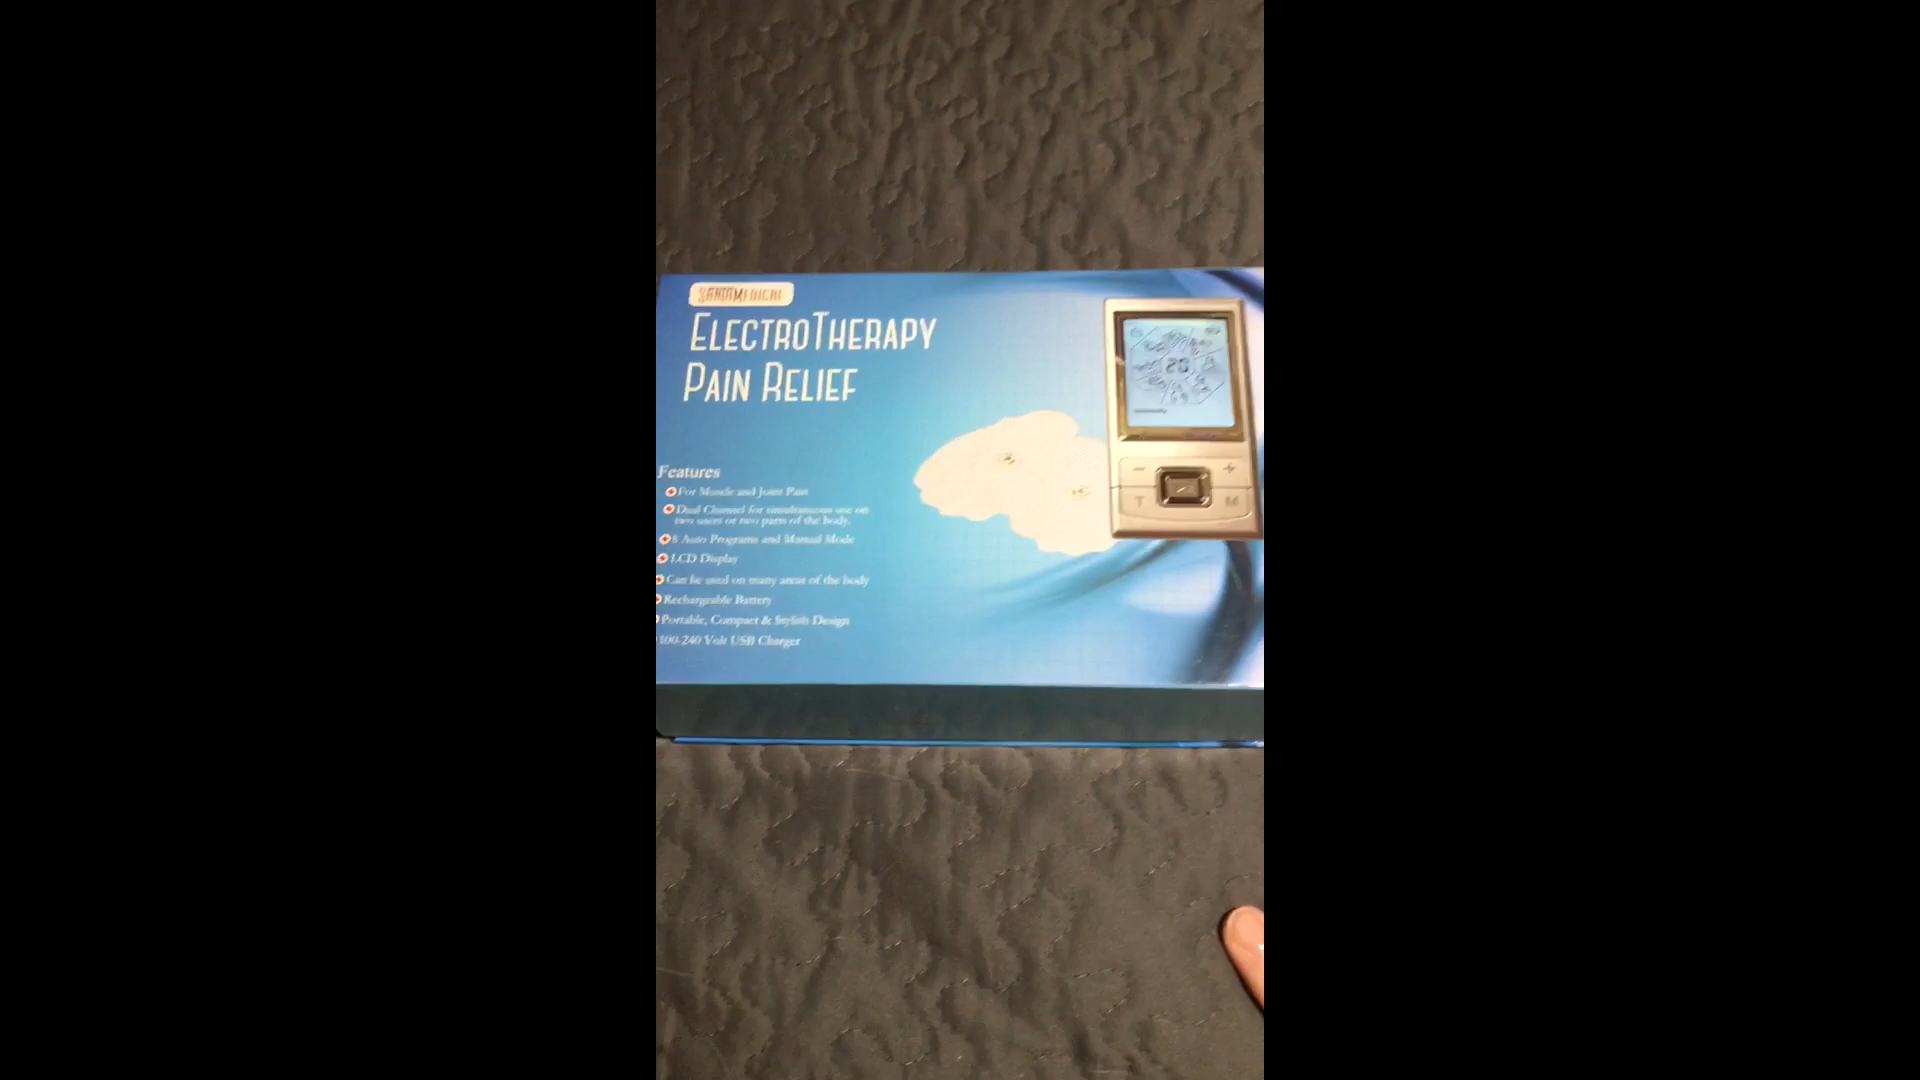 ELECTROTHERAPY
PAIN RELIEF
Features
For Muscle and Joint Pain
Dual Channel for simultaneous use on
two users or two parts of the body.
8 Auto Programs and Manual Mode
LCD Display
Can be used on many areas of the body
Rechargeable Battery
Portable, Compact & Stylish Design
100-240 Volt USB Charger
20
- +
T M